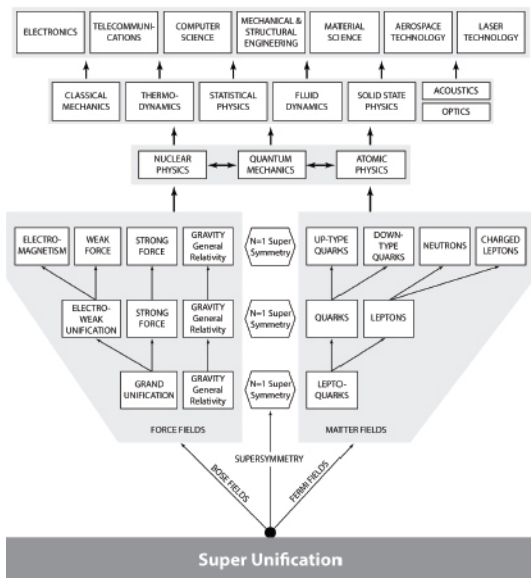 ELECTRONICS
TELECOMMUNI-
CATIONS
COMPUTER
SCIENCE
MECHANICAL &
STRUCTURAL
ENGINEERING
MATERIAL
SCIENCE
AEROSPACE
TECHNOLOGY
LASER
TECHNOLOGY
CLASSICAL
MECHANICS
THERMO-
DYNAMICS
STATISTICAL
PHYSICS
FLUID
DYNAMICS
SOLID STATE
PHYSICS
ACOUSTICS
OPTICS
NUCLEAR
PHYSICS
QUANTUM
MECHANICS
ATOMIC
PHYSICS
ELECTRO-
MAGNETISM
WEAK
FORCE
STRONG
FORCE
GRAVITY
General
Relativity
N=1 Super
Symmetry
UP-TYPE
QUARKS
DOWN-
TYPE
QUARKS
NEUTRONS
CHARGED
LEPTONS
ELECTRO-
WEAK
UNIFICATION
STRONG
FORCE
GRAVITY
General
Relativity
N=1 Super
Symmetry
QUARKS
LEPTONS
GRAND
UNIFICATION
GRAVITY
General
Relativity
N=1 Super
Symmetry
LEPTO-
QUARKS
FORCE FIELDS
MATTER FIELDS
SUPERSYMMETRY
BOSE FIELDS
FERMI FIELDS
Super Unification